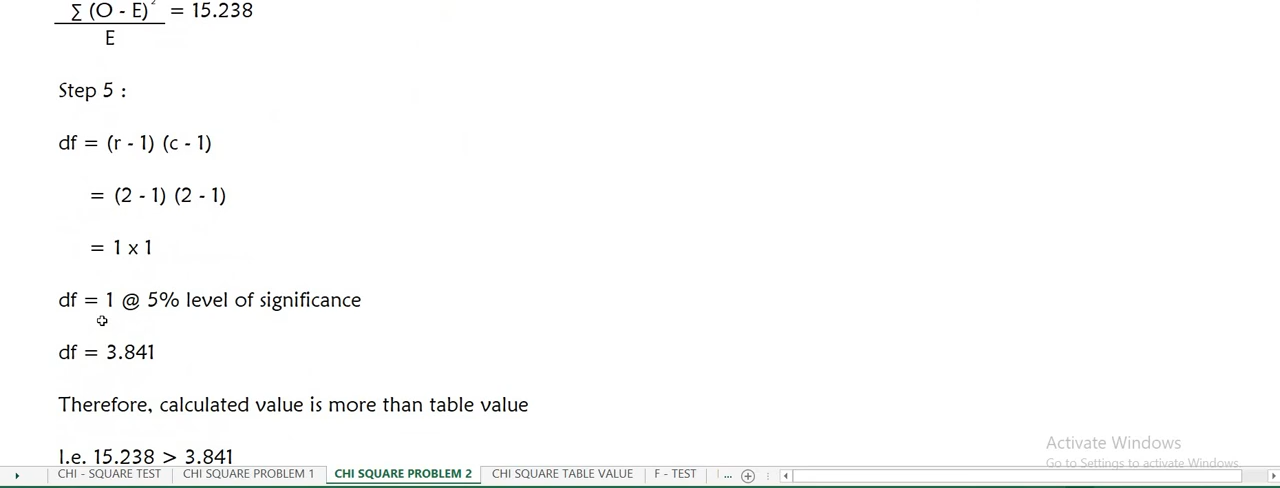 ∑ (O - E)² = 15.238
E
Step 5 :
df = (r - 1) (c - 1)
= (2 - 1) (2 - 1)
= 1 x 1
df = 1 @ 5% level of significance
df = 3.841
Therefore, calculated value is more than table value
I.e. 15.238 > 3.841
Activate Windows
Go to Settings to activate Windows.
CHI - SQUARE TEST CHI SQUARE PROBLEM 1 CHI SQUARE PROBLEM 2 CHI SQUARE TABLE VALUE F - TEST ...